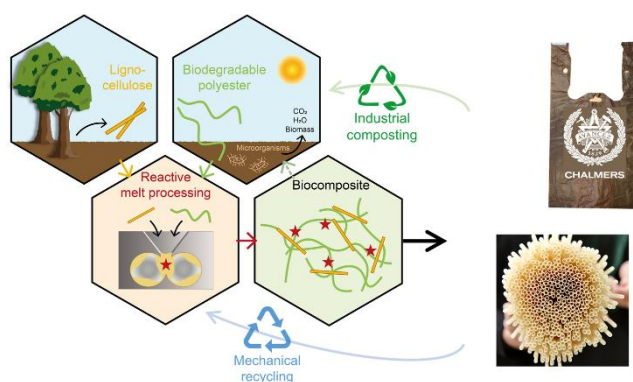 Ligno-
cellulose
Biodegradable
polyester
CO₂
H₂O
Biomass
Microorganisms
Industrial
composting
Reactive
melt processing
Biocomposite
Mechanical
recycling
CHALMERS